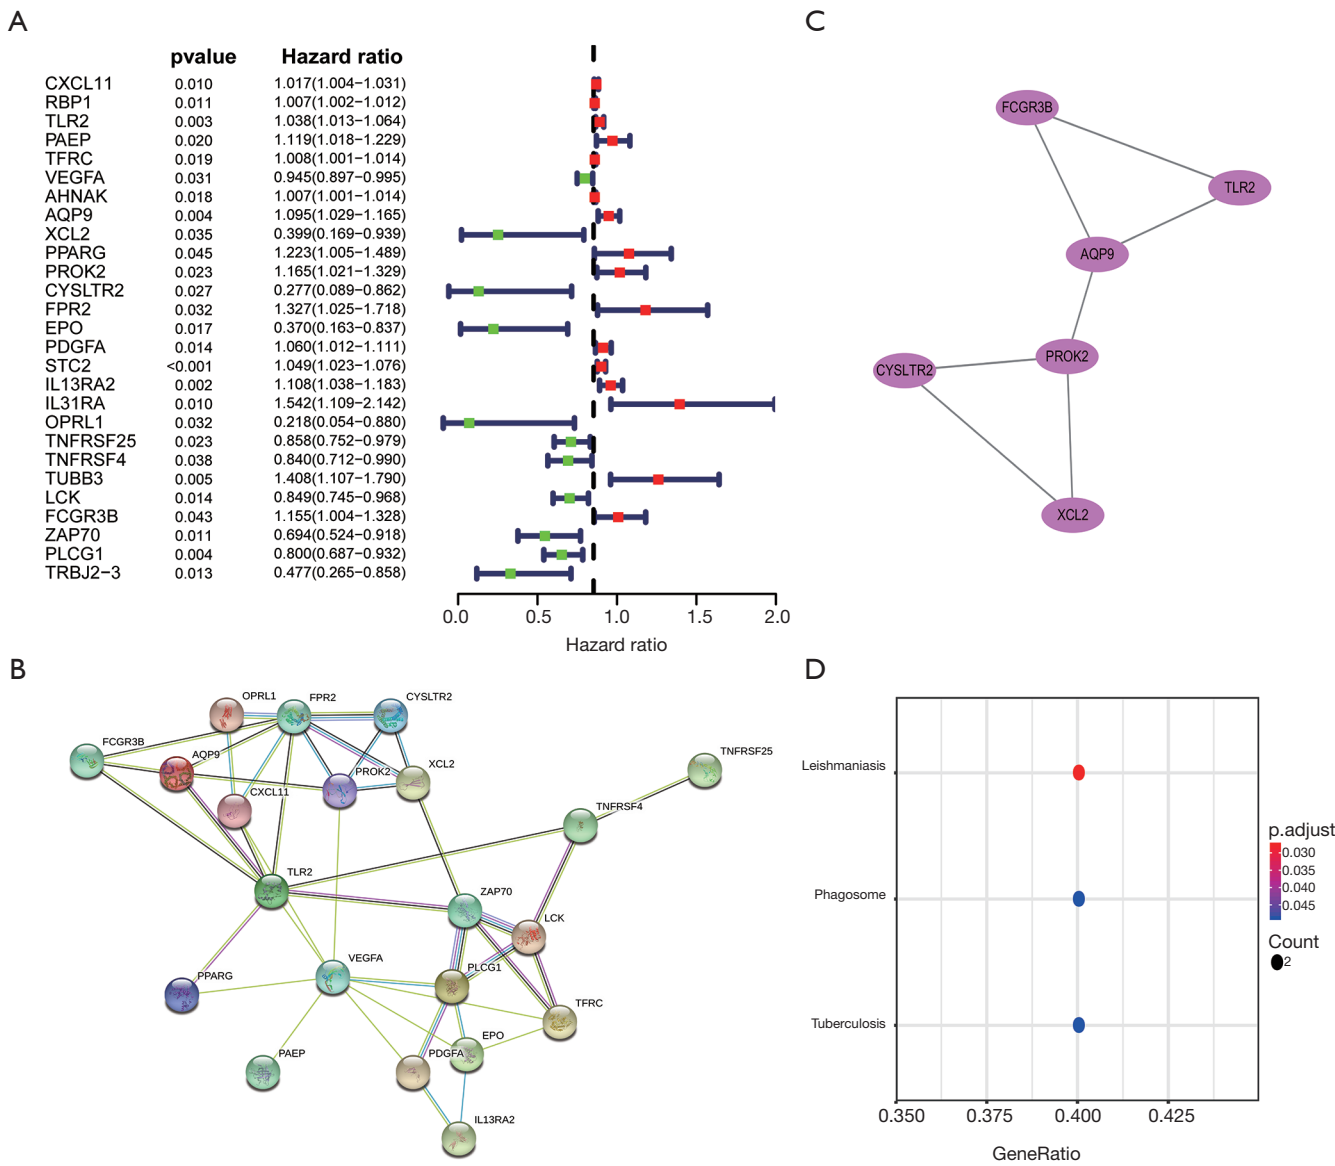 A
pvalue Hazard ratio
CXCL11 0.010 1.017(1.004−1.031)
RBP1 0.011 1.007(1.002−1.012)
TLR2 0.003 1.038(1.013−1.064)
PAEP 0.020 1.119(1.018−1.229)
TFRC 0.019 1.008(1.001−1.014)
VEGFA 0.031 0.945(0.897−0.995)
AHNAK 0.018 1.007(1.001−1.014)
AQP9 0.004 1.095(1.029−1.165)
XCL2 0.035 0.399(0.169−0.939)
PPARG 0.045 1.223(1.005−1.489)
PROK2 0.023 1.165(1.021−1.329)
CYSLTR2 0.027 0.277(0.089−0.862)
FPR2 0.032 1.327(1.025−1.718)
EPO 0.017 0.370(0.163−0.837)
PDGFA 0.014 1.060(1.012−1.111)
STC2 <0.001 1.049(1.023−1.076)
IL13RA2 0.002 1.108(1.038−1.183)
IL31RA 0.010 1.542(1.109−2.142)
OPRL1 0.032 0.218(0.054−0.880)
TNFRSF25 0.023 0.858(0.752−0.979)
TNFRSF4 0.038 0.840(0.712−0.990)
TUBB3 0.005 1.408(1.107−1.790)
LCK 0.014 0.849(0.745−0.968)
FCGR3B 0.043 1.155(1.004−1.328)
ZAP70 0.011 0.694(0.524−0.918)
PLCG1 0.004 0.800(0.687−0.932)
TRBJ2−3 0.013 0.477(0.265−0.858)
0.0 0.5 1.0 1.5 2.0
Hazard ratio
C
FCGR3B
TLR2
AQP9
PROK2
CYSLTR2
XCL2
B
OPRL1
FPR2
CYSLTR2
FCGR3B
AQP9
PROK2
XCL2
TNFRSF25
CXCL11
TNFRSF4
TLR2
ZAP70
LCK
VEGFA
PLCG1
PPARG
TFRC
EPO
PAEP
PDGFA
IL13RA2
D
Leishmaniasis
Phagosome
Tuberculosis
0.350 0.375 0.400 0.425
GeneRatio
p.adjust
0.030
0.035
0.040
0.045
Count
2